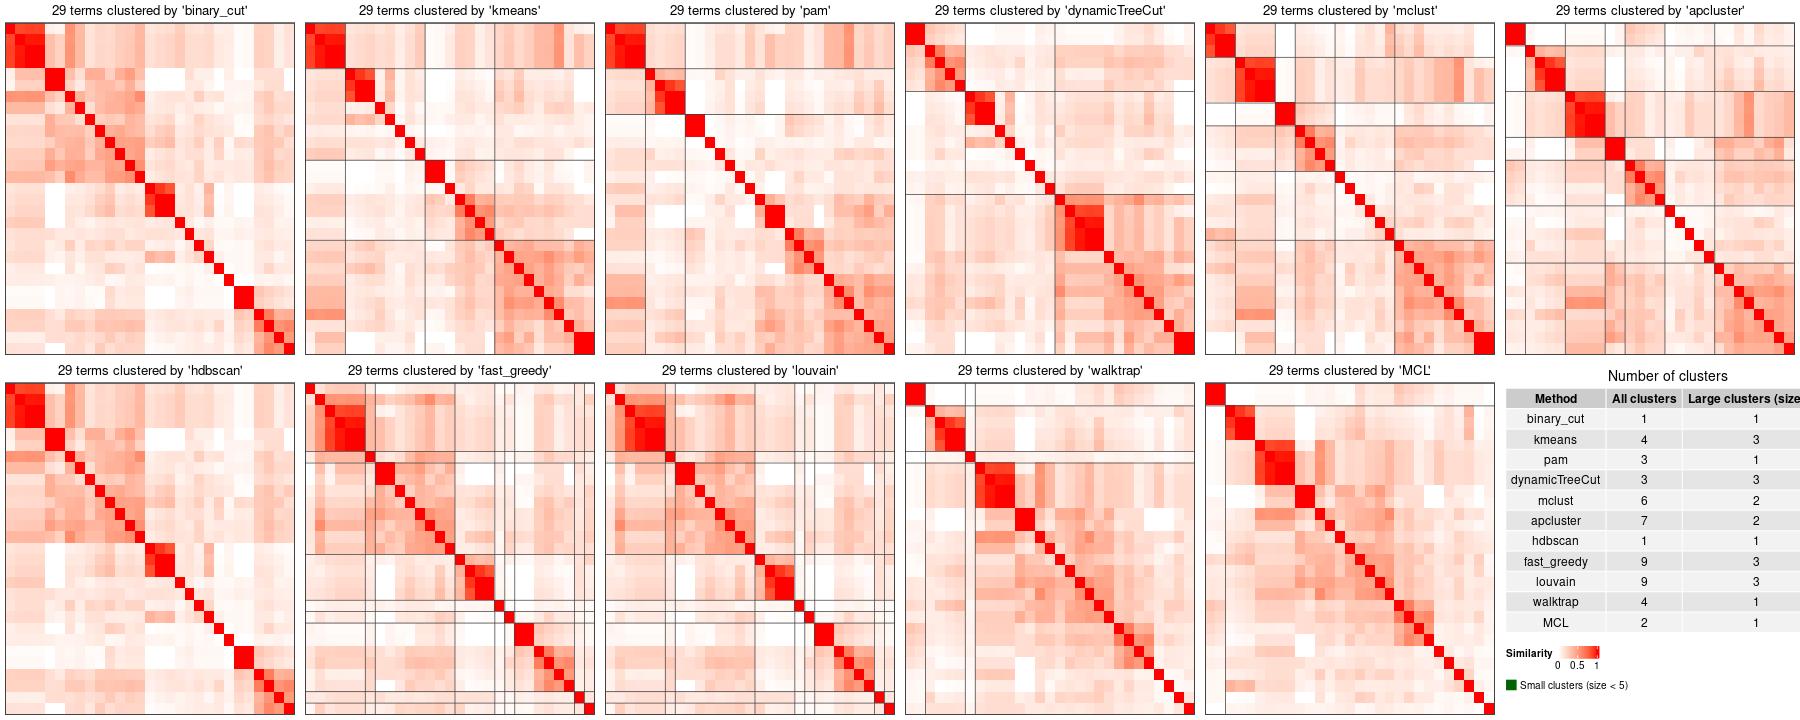 29 terms clustered by 'binary_cut'
29 terms clustered by 'kmeans'
29 terms clustered by 'pam'
29 terms clustered by 'dynamicTreeCut'
29 terms clustered by 'mclust'
29 terms clustered by 'apcluster'
29 terms clustered by 'hdbscan'
29 terms clustered by 'fast_greedy'
29 terms clustered by 'louvain'
29 terms clustered by 'walktrap'
29 terms clustered by 'MCL'
Number of clusters
Method All clusters Large clusters (size
binary_cut 1 1
kmeans 4 3
pam 3 1
dynamicTreeCut 3 3
mclust 6 2
apcluster 7 2
hdbscan 1 1
fast_greedy 9 3
louvain 9 3
walktrap 4 1
MCL 2 1
Similarity
0 0.5 1
Small clusters (size < 5)